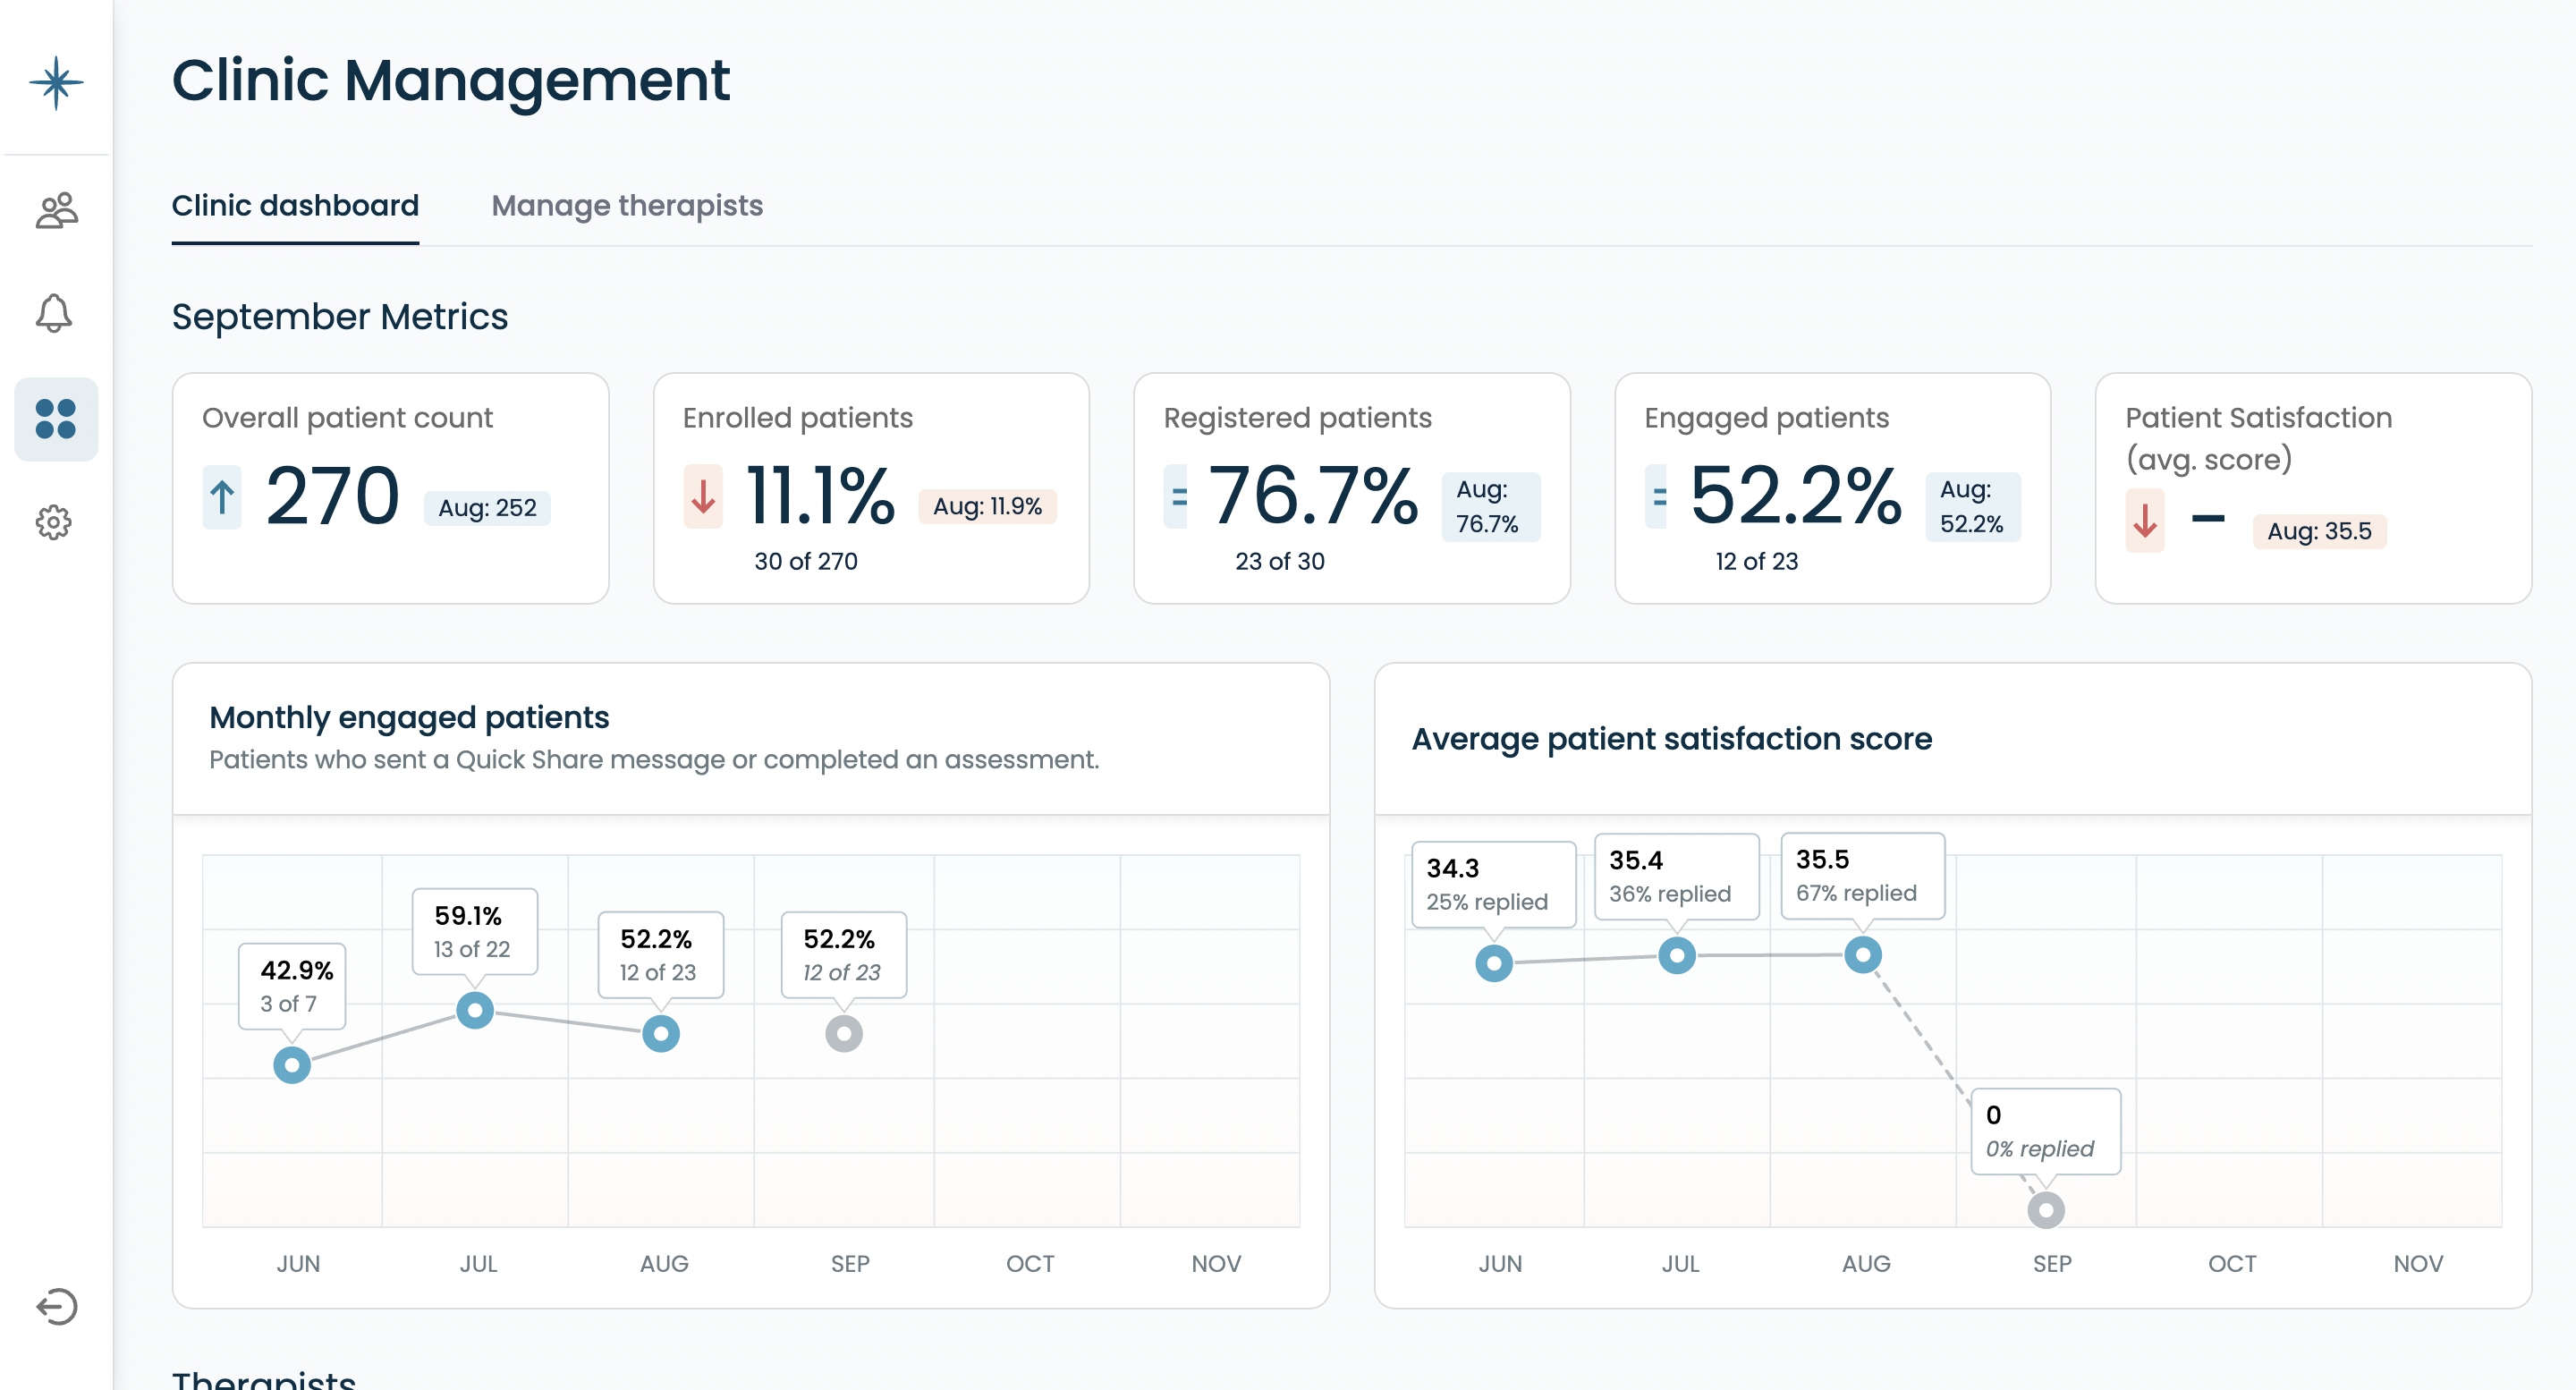 Clinic Management
Clinic dashboard
Manage therapists
September Metrics
Overall patient count
270
Aug: 252
Enrolled patients
11.1%
Aug: 11.9%
30 of 270
Registered patients
=
76.7%
Aug:
76.7%
23 of 30
Engaged patients
=
52.2%
Aug:
52.2%
12 of 23
Patient Satisfaction
(avg. score)
–
Aug: 35.5
Monthly engaged patients
Patients who sent a Quick Share message or completed an assessment.
42.9%
3 of 7
59.1%
13 of 22
52.2%
12 of 23
52.2%
12 of 23
JUN
JUL
AUG
SEP
OCT
NOV
Average patient satisfaction score
34.3
25% replied
35.4
36% replied
35.5
67% replied
0
0% replied
JUN
JUL
AUG
SEP
OCT
NOV
Therapists